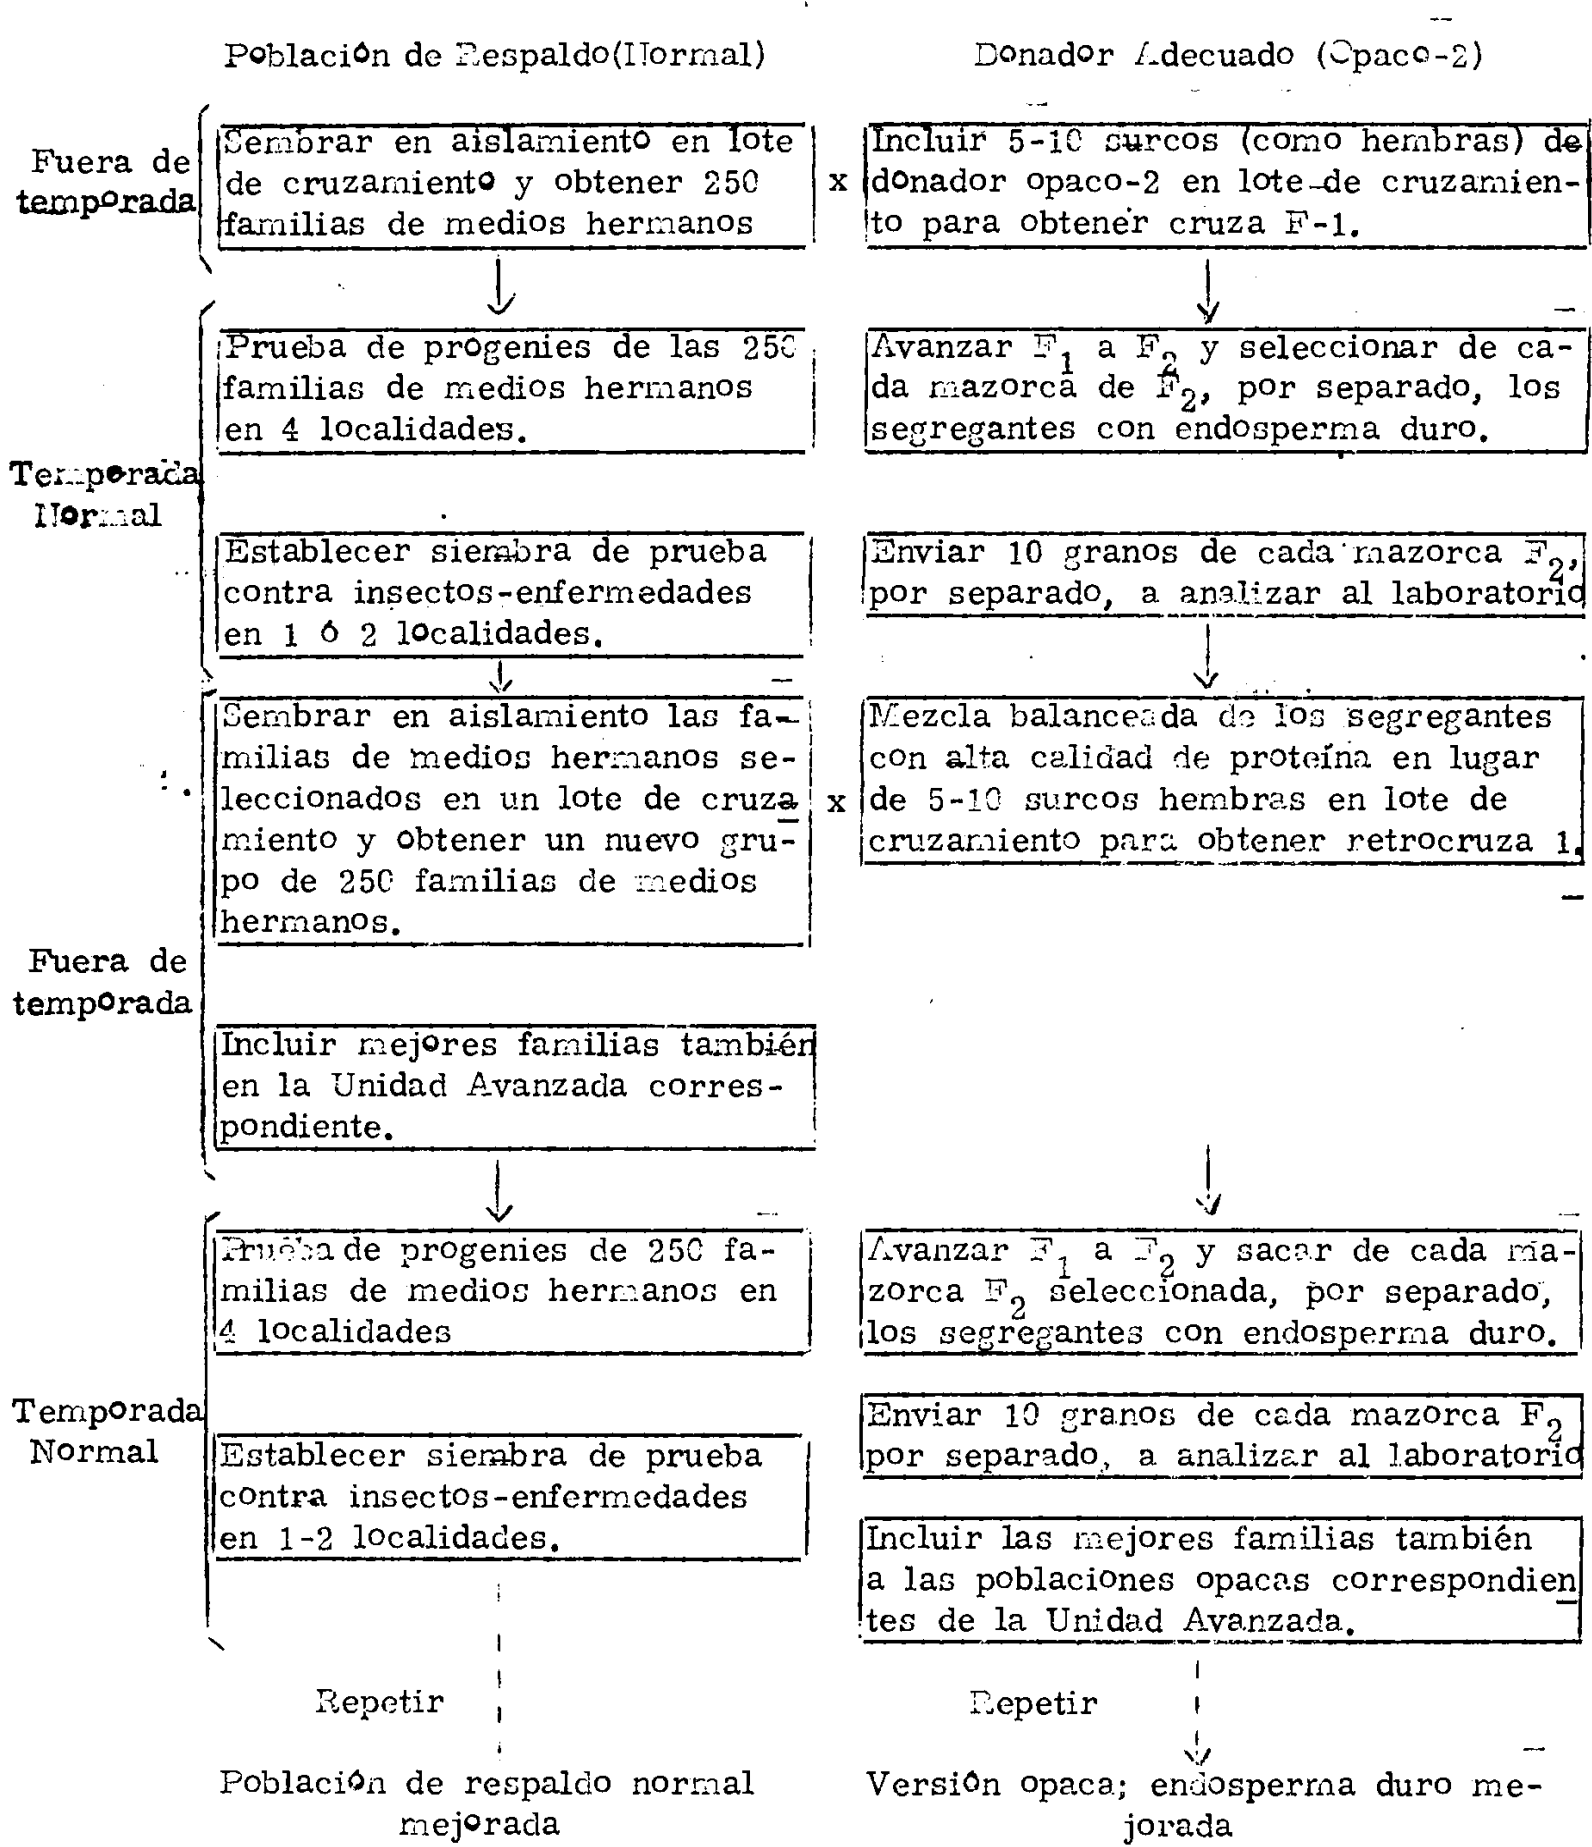 Población de Respaldo(Normal)
Donador Adecuado (Opaco-2)
Fuera de
temporada
Sembrar en aislamiento en lote
de cruzamiento y obtener 250
familias de medios hermanos
x
Incluir 5-10 surcos (como hembras) de
donador opaco-2 en lote de cruzamien-
to para obtener cruza F-1.
Temporada
Normal
Prueba de progenies de las 250
familias de medios hermanos
en 4 localidades.
Avanzar F1 a F2 y seleccionar de ca-
da mazorca de F2, por separado, los
segregantes con endosperma duro.
Establecer siembra de prueba
contra insectos-enfermedades
en 1 ó 2 localidades.
Enviar 10 granos de cada mazorca F2,
por separado, a analizar al laboratorio
Fuera de
temporada
Sembrar en aislamiento las fa-
milias de medios hermanos se-
leccionados en un lote de cruza
miento y obtener un nuevo gru-
po de 250 familias de medios
hermanos.
x
Mezcla balanceada de los segregantes
con alta calidad de proteína en lugar
de 5-10 surcos hembras en lote de
cruzamiento para obtener retrocruza 1.
Incluir mejores familias también
en la Unidad Avanzada corres-
pondiente.
Temporada
Normal
Prueba de progenies de 250 fa-
milias de medios hermanos en
4 localidades
Avanzar F1 a F2 y sacar de cada ma-
zorca F2 seleccionada, por separado,
los segregantes con endosperma duro.
Establecer siembra de prueba
contra insectos-enfermedades
en 1-2 localidades.
Enviar 10 granos de cada mazorca F2
por separado, a analizar al laboratorio
Incluir las mejores familias también
a las poblaciones opacas correspondien
tes de la Unidad Avanzada.
Repetir
Repetir
Población de respaldo normal
mejorada
Versión opaca; endosperma duro me-
jorada